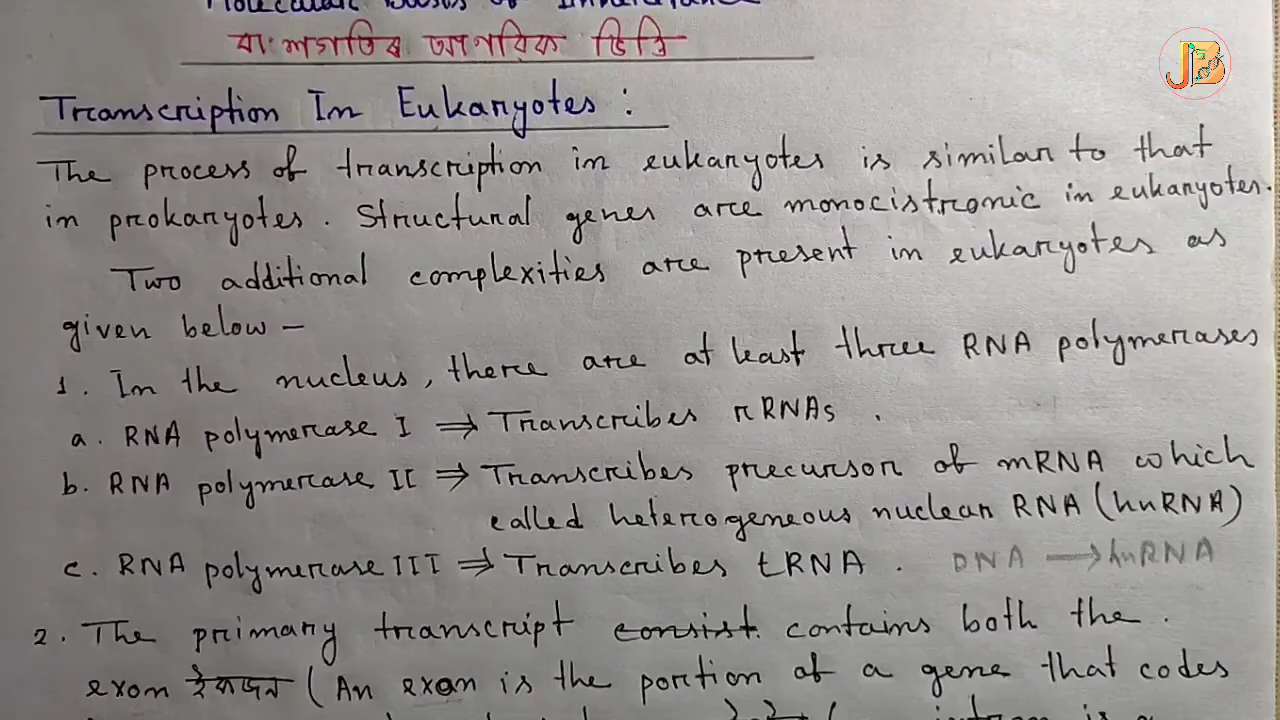 Molecular Basis of Inheritance
বংশগতির আণবিক ভিত্তি
Transcription In Eukaryotes :
The process of transcription in eukaryotes is similar to that
in prokaryotes. Structural genes are monocistronic in eukaryotes.
Two additional complexities are present in eukaryotes as
given below –
1. In the nucleus, there are at least three RNA polymerases
a. RNA polymerase I ⇒ Transcribes rRNAs .
b. RNA polymerase II ⇒ Transcribes precursor of mRNA which
called heterogeneous nuclear RNA (hnRNA)
c. RNA polymerase III ⇒ Transcribes tRNA . DNA → hnRNA
2. The primary transcript consist contains both the .
exon (An exon is the portion of a gene that codes